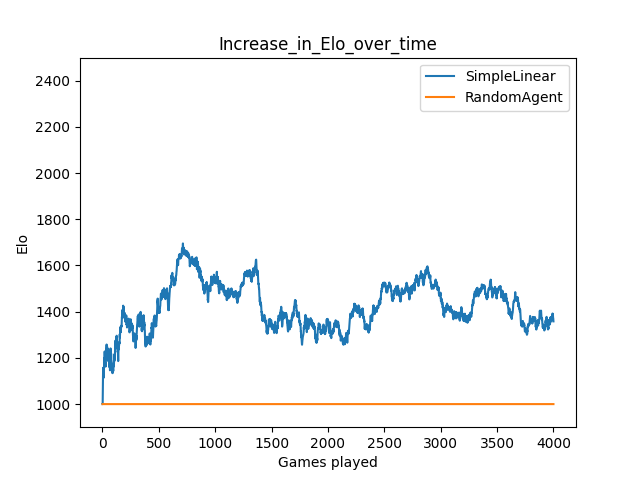 Increase_in_Elo_over_time
SimpleLinear
RandomAgent
Elo
2400
2200
2000
1800
1600
1400
1200
1000
0 500 1000 1500 2000 2500 3000 3500 4000
Games played